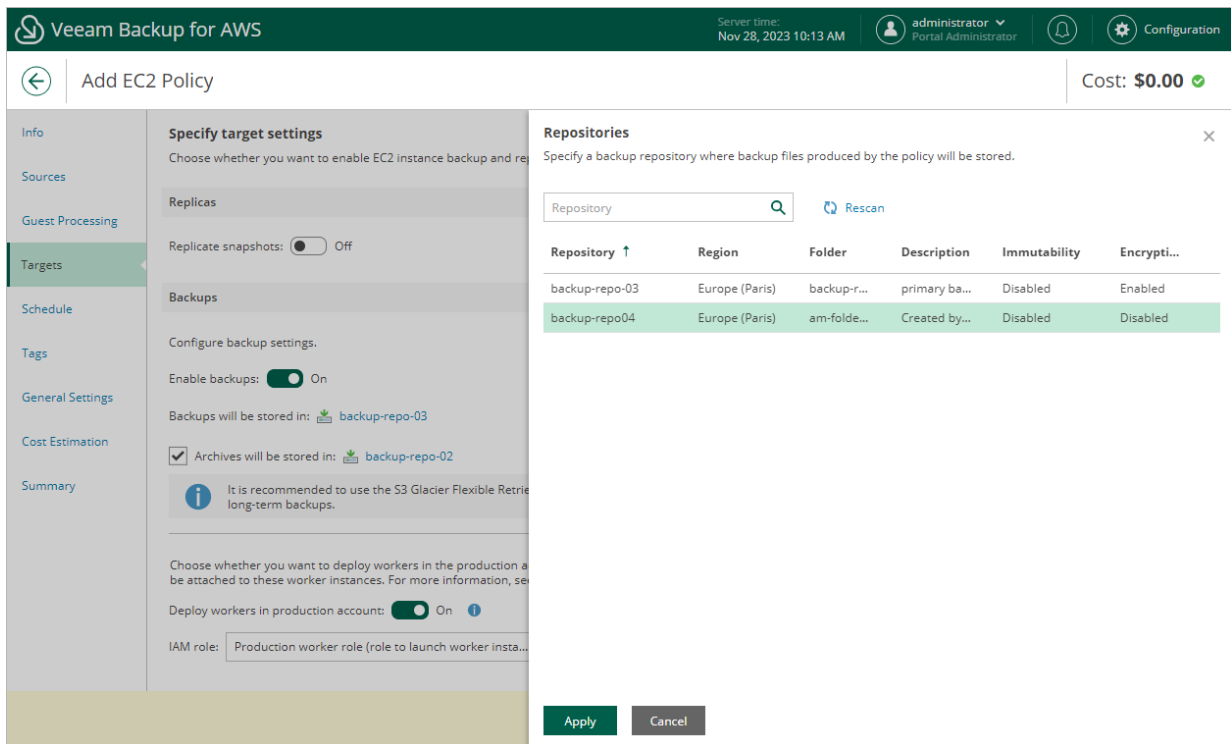 Veeam Backup for AWS
Server time:
Nov 28, 2023 10:13 AM
administrator
Portal Administrator
Configuration
Add EC2 Policy
Cost: $0.00
Info
Sources
Guest Processing
Targets
Schedule
Tags
General Settings
Cost Estimation
Summary
Specify target settings
Choose whether you want to enable EC2 instance backup and rep
Replicas
Replicate snapshots: Off
Backups
Configure backup settings.
Enable backups: On
Backups will be stored in: backup-repo-03
Archives will be stored in: backup-repo-02
It is recommended to use the S3 Glacier Flexible Retrie
long-term backups.
Choose whether you want to deploy workers in the production a
be attached to these worker instances. For more information, see
Deploy workers in production account: On
IAM role: Production worker role (role to launch worker insta...
Repositories
Specify a backup repository where backup files produced by the policy will be stored.
Repository
Rescan
Repository ↑ Region Folder Description Immutability Encrypti...
backup-repo-03 Europe (Paris) backup-r... primary ba... Disabled Enabled
backup-repo04 Europe (Paris) am-folde... Created by... Disabled Disabled
Apply Cancel